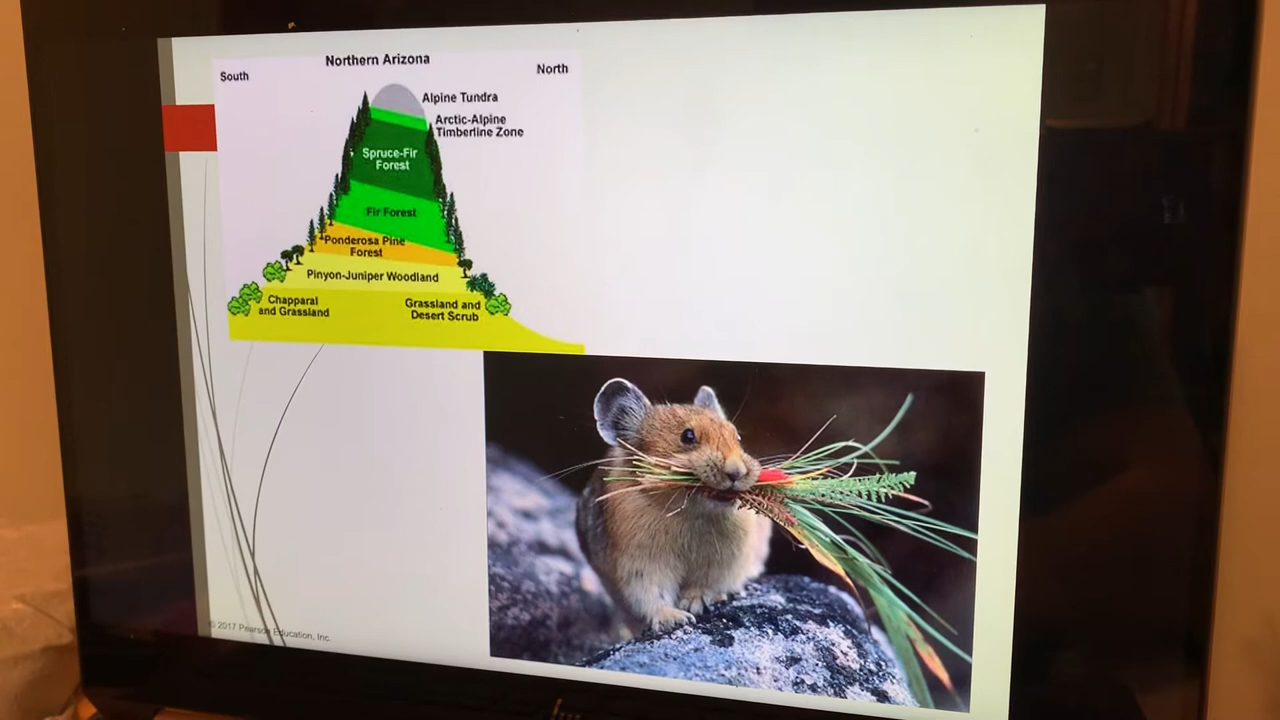 Northern Arizona
South
North
Alpine Tundra
Arctic-Alpine
Timberline Zone
Spruce-Fir
Forest
Fir Forest
Ponderosa Pine
Forest
Pinyon-Juniper Woodland
Chapparal
and Grassland
Grassland and
Desert Scrub
© 2017 Pearson Education, Inc.